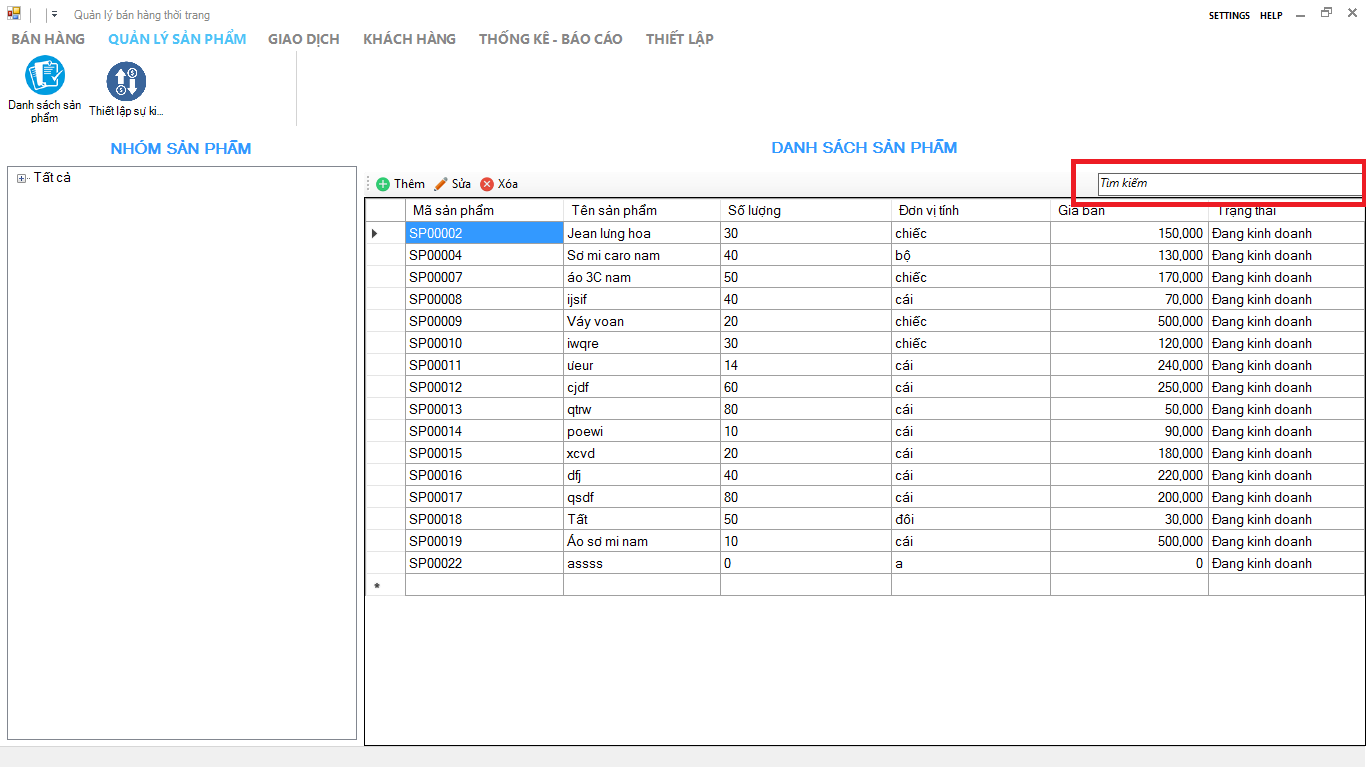 Quản lý bán hàng thời trang
SETTINGS HELP
BÁN HÀNG QUẢN LÝ SẢN PHẨM GIAO DỊCH KHÁCH HÀNG THỐNG KÊ - BÁO CÁO THIẾT LẬP
Danh sách sản phẩm
Thiết lập sự ki...
NHÓM SẢN PHẨM
Tất cả
DANH SÁCH SẢN PHẨM
Thêm Sửa Xóa
Tìm kiếm
Mã sản phẩm Tên sản phẩm Số lượng Đơn vị tính Giá bán Trạng thái
SP00002 Jean lưng hoa 30 chiếc 150,000 Đang kinh doanh
SP00004 Sơ mi caro nam 40 bộ 130,000 Đang kinh doanh
SP00007 áo 3C nam 50 chiếc 170,000 Đang kinh doanh
SP00008 ijsif 40 cái 70,000 Đang kinh doanh
SP00009 Váy voan 20 chiếc 500,000 Đang kinh doanh
SP00010 iwqre 30 chiếc 120,000 Đang kinh doanh
SP00011 ưeur 14 cái 240,000 Đang kinh doanh
SP00012 cjdf 60 cái 250,000 Đang kinh doanh
SP00013 qtrw 80 cái 50,000 Đang kinh doanh
SP00014 poewi 10 cái 90,000 Đang kinh doanh
SP00015 xcvd 20 cái 180,000 Đang kinh doanh
SP00016 dfj 40 cái 220,000 Đang kinh doanh
SP00017 qsdf 80 cái 200,000 Đang kinh doanh
SP00018 Tất 50 đôi 30,000 Đang kinh doanh
SP00019 Áo sơ mi nam 10 cái 500,000 Đang kinh doanh
SP00022 assss 0 a 0 Đang kinh doanh